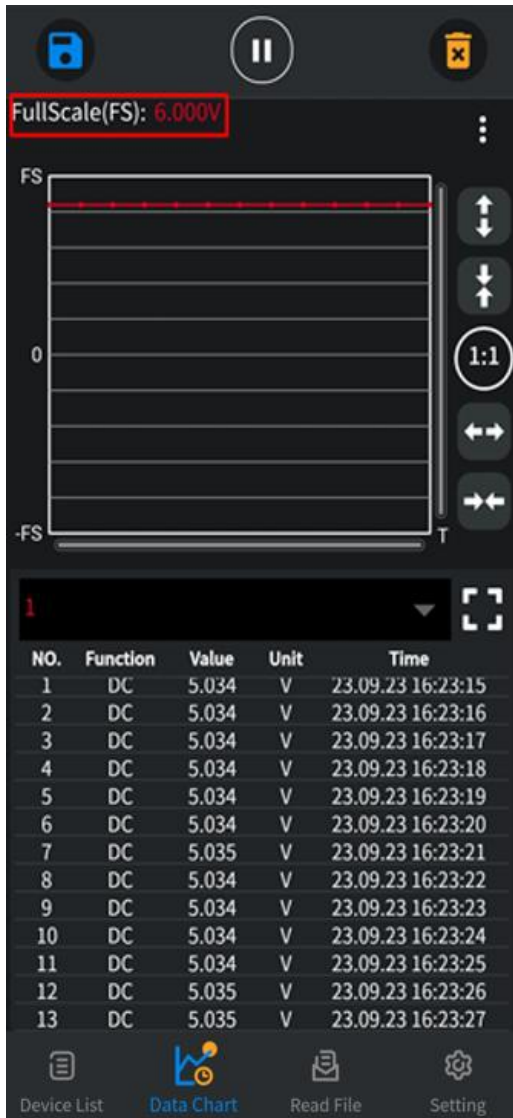 FullScale(FS): 6.000V
FS
0
-FS
T
1:1
1
NO. Function Value Unit Time
1 DC 5.034 V 23.09.23 16:23:15
2 DC 5.034 V 23.09.23 16:23:16
3 DC 5.034 V 23.09.23 16:23:17
4 DC 5.034 V 23.09.23 16:23:18
5 DC 5.034 V 23.09.23 16:23:19
6 DC 5.034 V 23.09.23 16:23:20
7 DC 5.035 V 23.09.23 16:23:21
8 DC 5.034 V 23.09.23 16:23:22
9 DC 5.034 V 23.09.23 16:23:23
10 DC 5.034 V 23.09.23 16:23:24
11 DC 5.034 V 23.09.23 16:23:25
12 DC 5.035 V 23.09.23 16:23:26
13 DC 5.035 V 23.09.23 16:23:27
Device List Data Chart Read File Setting